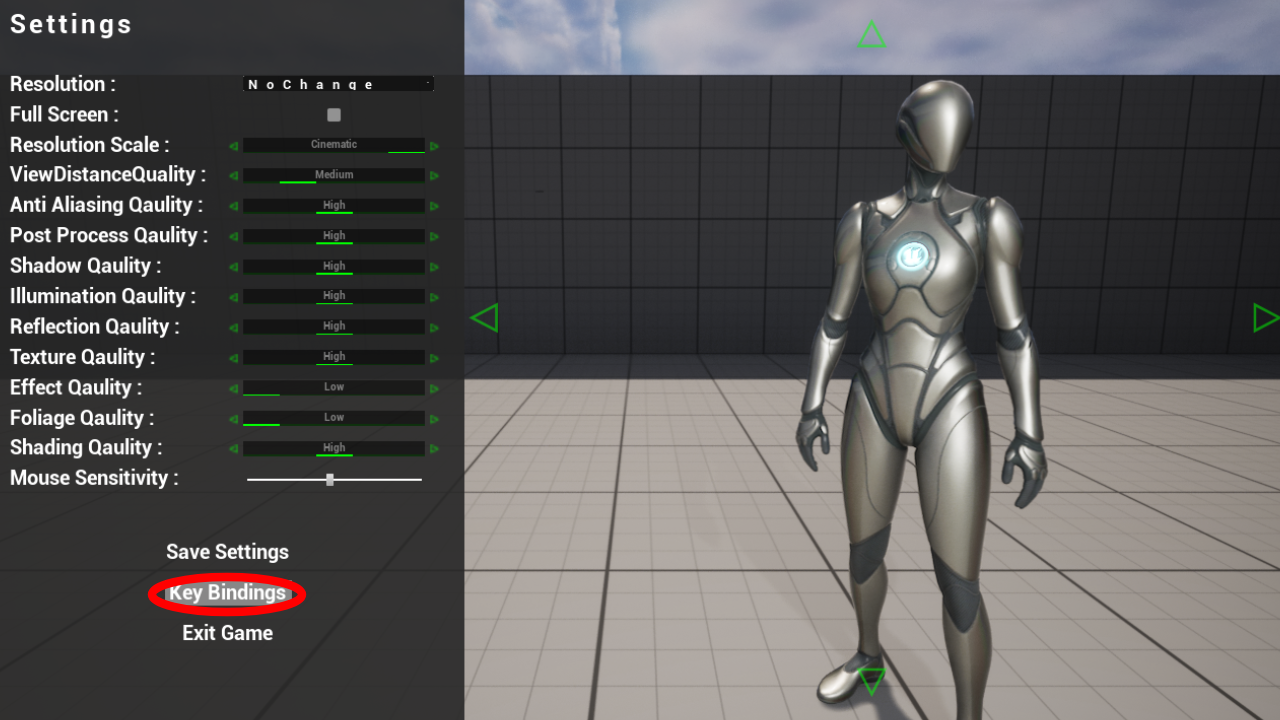 Settings
Resolution : NoChange
Full Screen :
Resolution Scale : Cinematic
ViewDistanceQuality : Medium
Anti Aliasing Qaulity : High
Post Process Qaulity : High
Shadow Qaulity : High
Illumination Qaulity : High
Reflection Qaulity : High
Texture Qaulity : High
Effect Qaulity : Low
Foliage Qaulity : Low
Shading Qaulity : High
Mouse Sensitivity :
Save Settings
Key Bindings
Exit Game